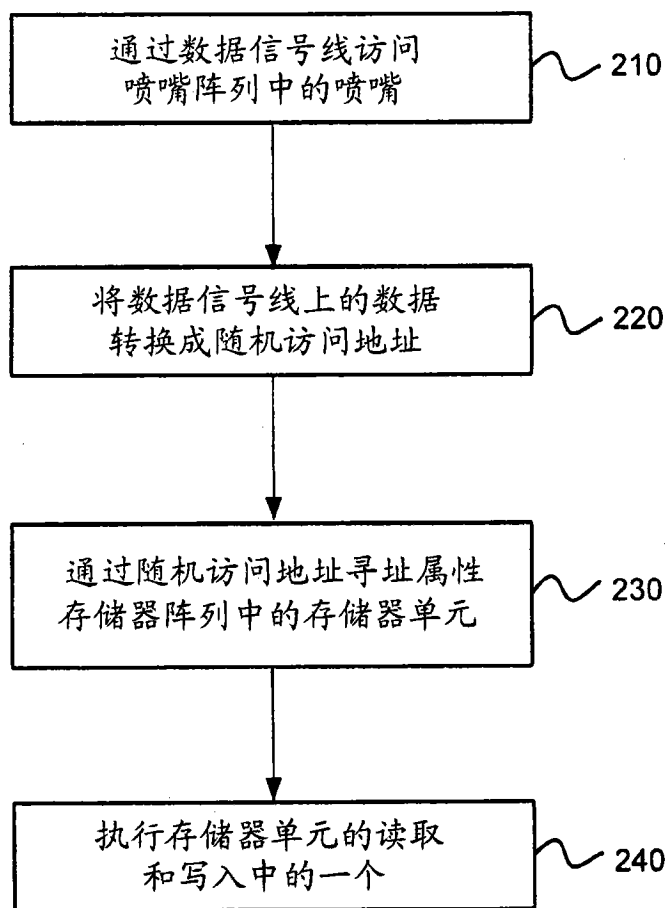 通过数据信号线访问
喷嘴阵列中的喷嘴
210
将数据信号线上的数据
转换成随机访问地址
220
通过随机访问地址寻址属性
存储器阵列中的存储器单元
230
执行存储器单元的读取
和写入中的一个
240